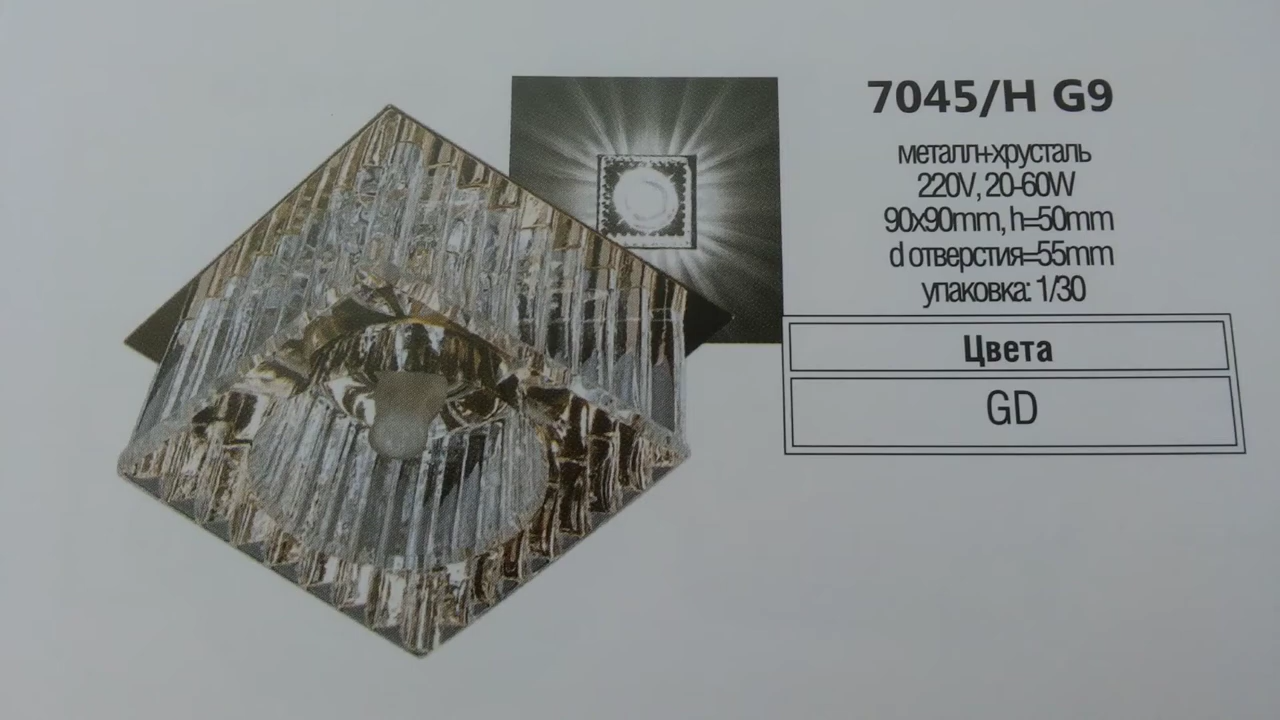 7045/H G9
металл+хрусталь
220V, 20-60W
90x90mm, h=50mm
d отверстия=55mm
упаковка: 1/30
Цвета
GD